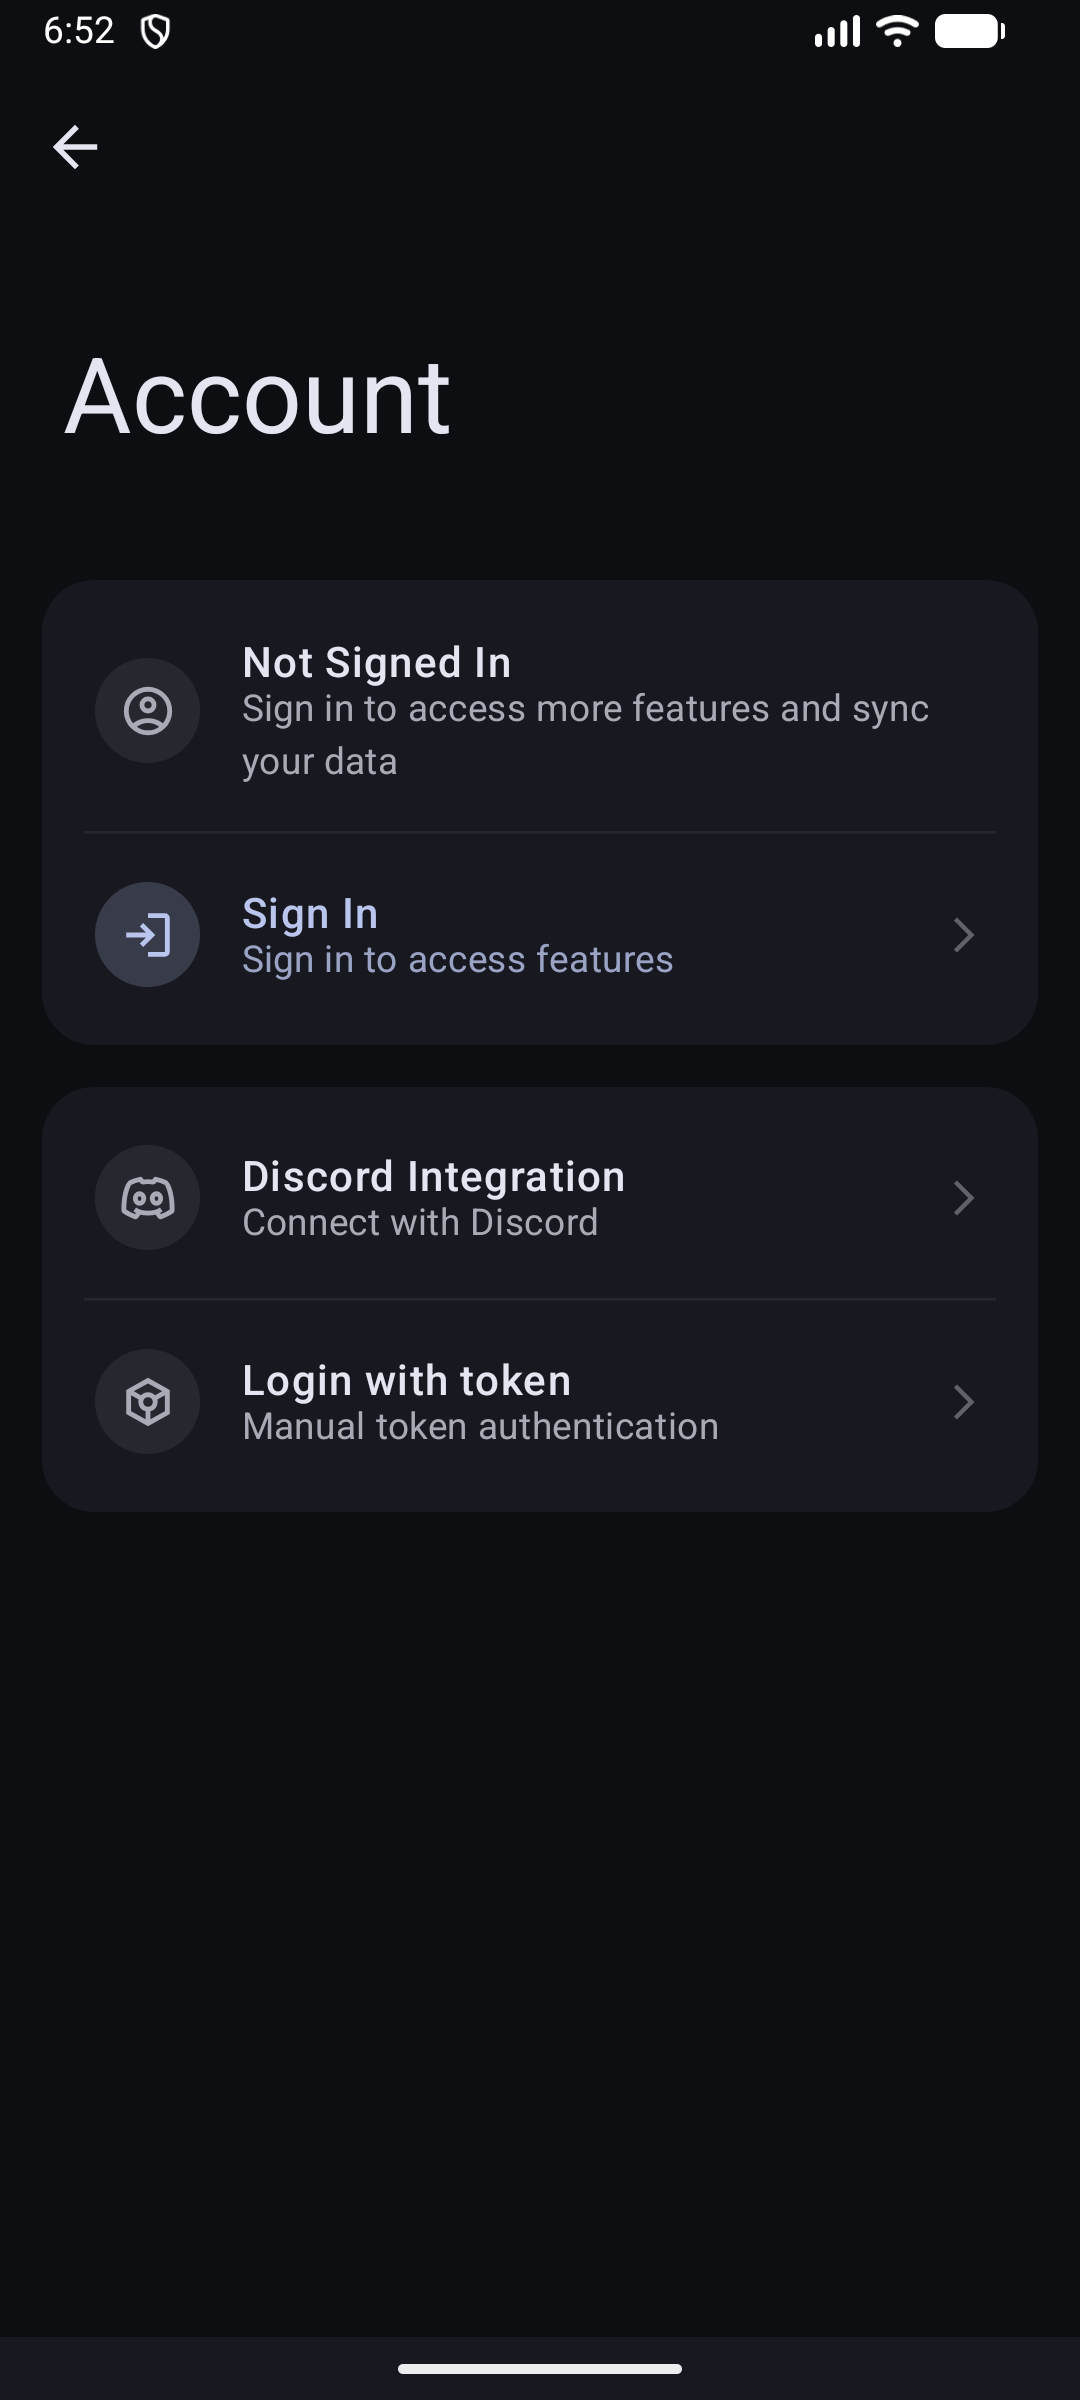 6:52
Account
Not Signed In
Sign in to access more features and sync
your data
Sign In
Sign in to access features
Discord Integration
Connect with Discord
Login with token
Manual token authentication